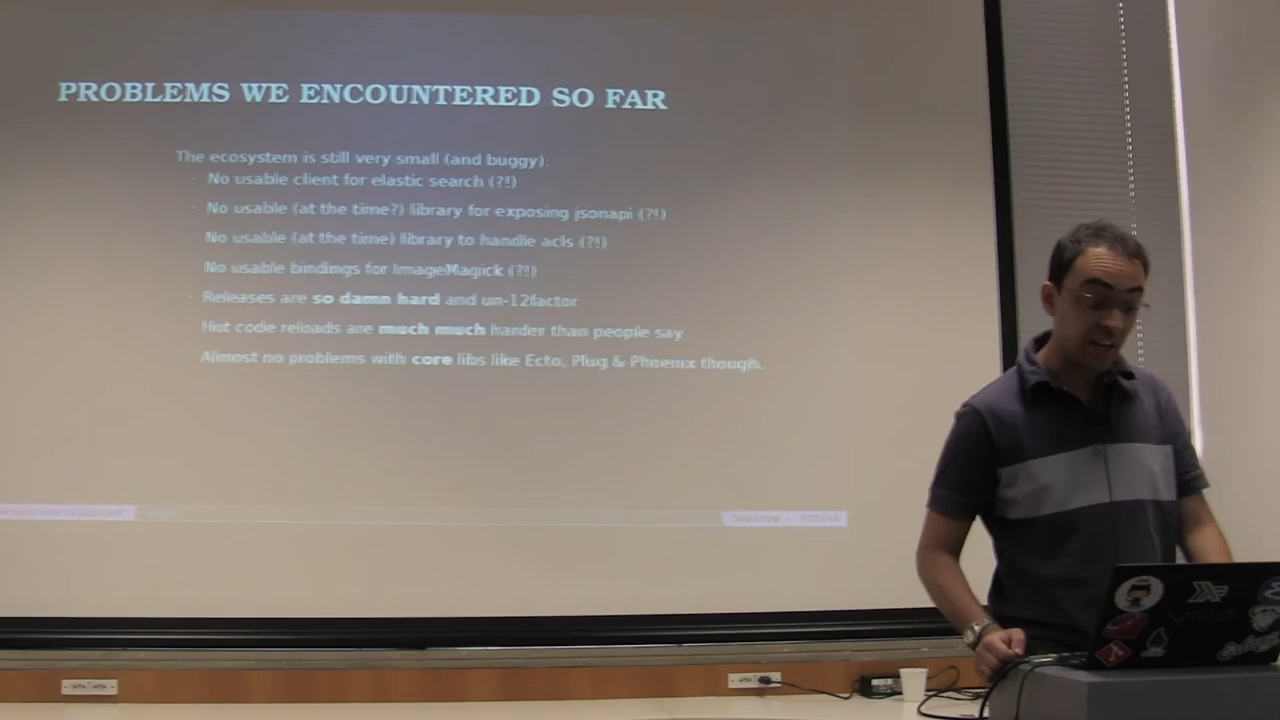 PROBLEMS WE ENCOUNTERED SO FAR
The ecosystem is still very small (and buggy).
No usable client for elastic search (?!)
No usable (at the time?) library for exposing jsonapi (?!)
No usable (at the time) library to handle acls (?!)
No usable bindings for ImageMagick (?!)
Releases are so damn hard and un-12factor
Hot code reloads are much much harder than people say
Almost no problems with core libs like Ecto, Plug & Phoenix though.
VAIO